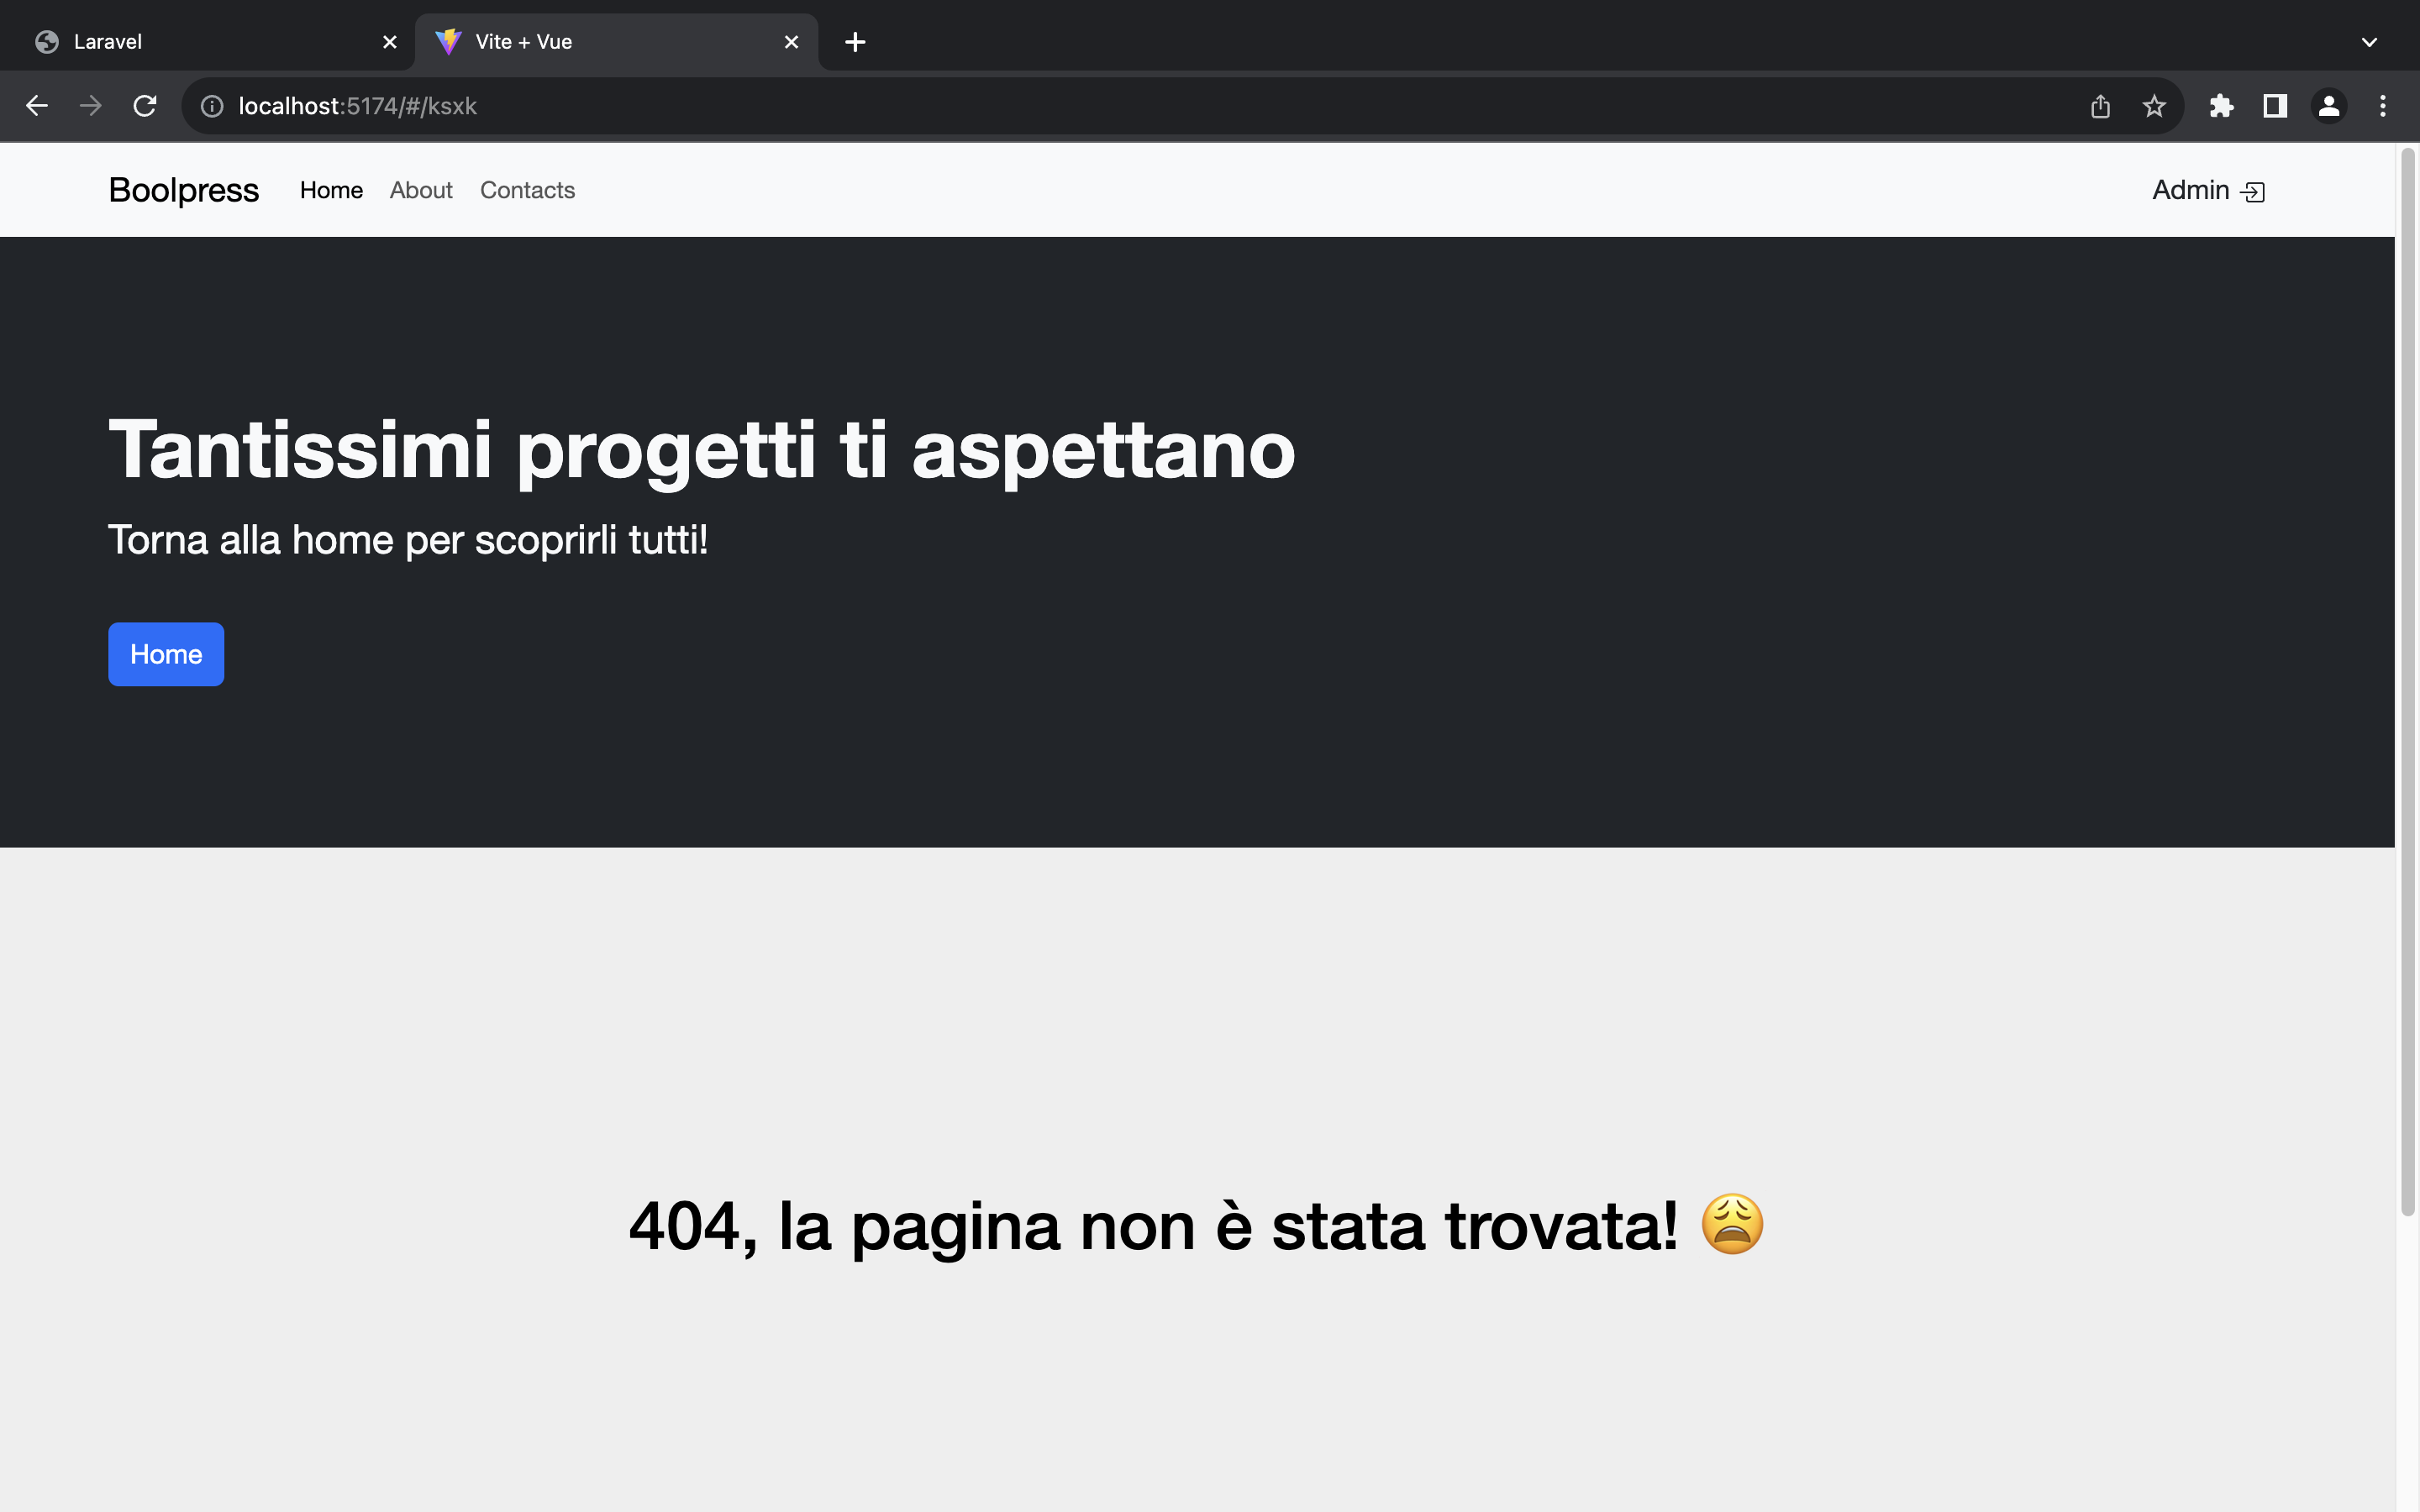 Laravel
Vite + Vue
localhost:5174/#/ksxk
Boolpress Home About Contacts Admin
Tantissimi progetti ti aspettano
Torna alla home per scoprirli tutti!
Home
404, la pagina non è stata trovata! 😩